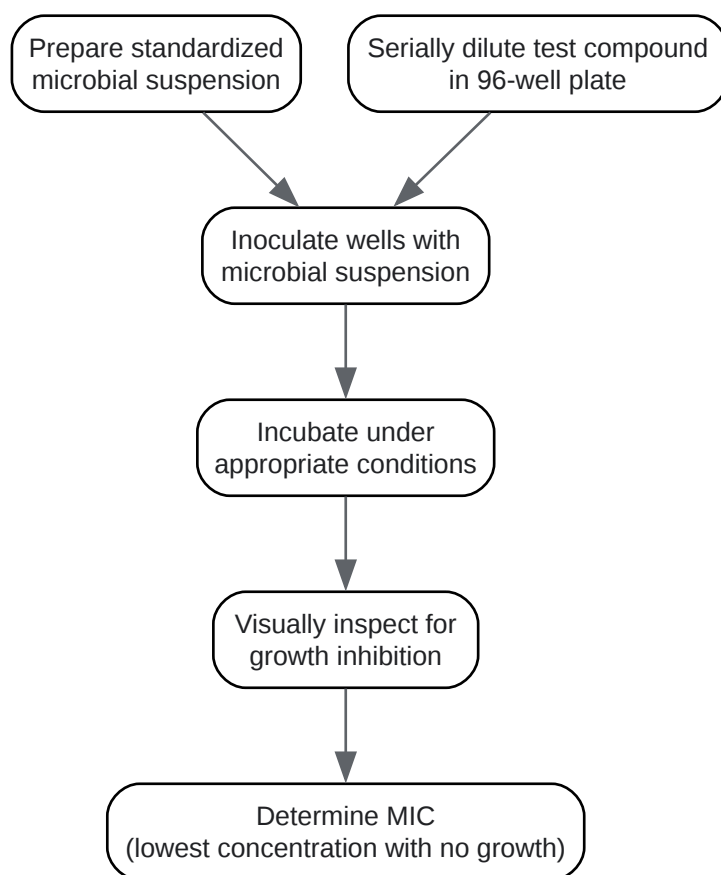 Prepare standardized
microbial suspension
Serially dilute test compound
in 96-well plate
Inoculate wells with
microbial suspension
Incubate under
appropriate conditions
Visually inspect for
growth inhibition
Determine MIC
(lowest concentration with no growth)